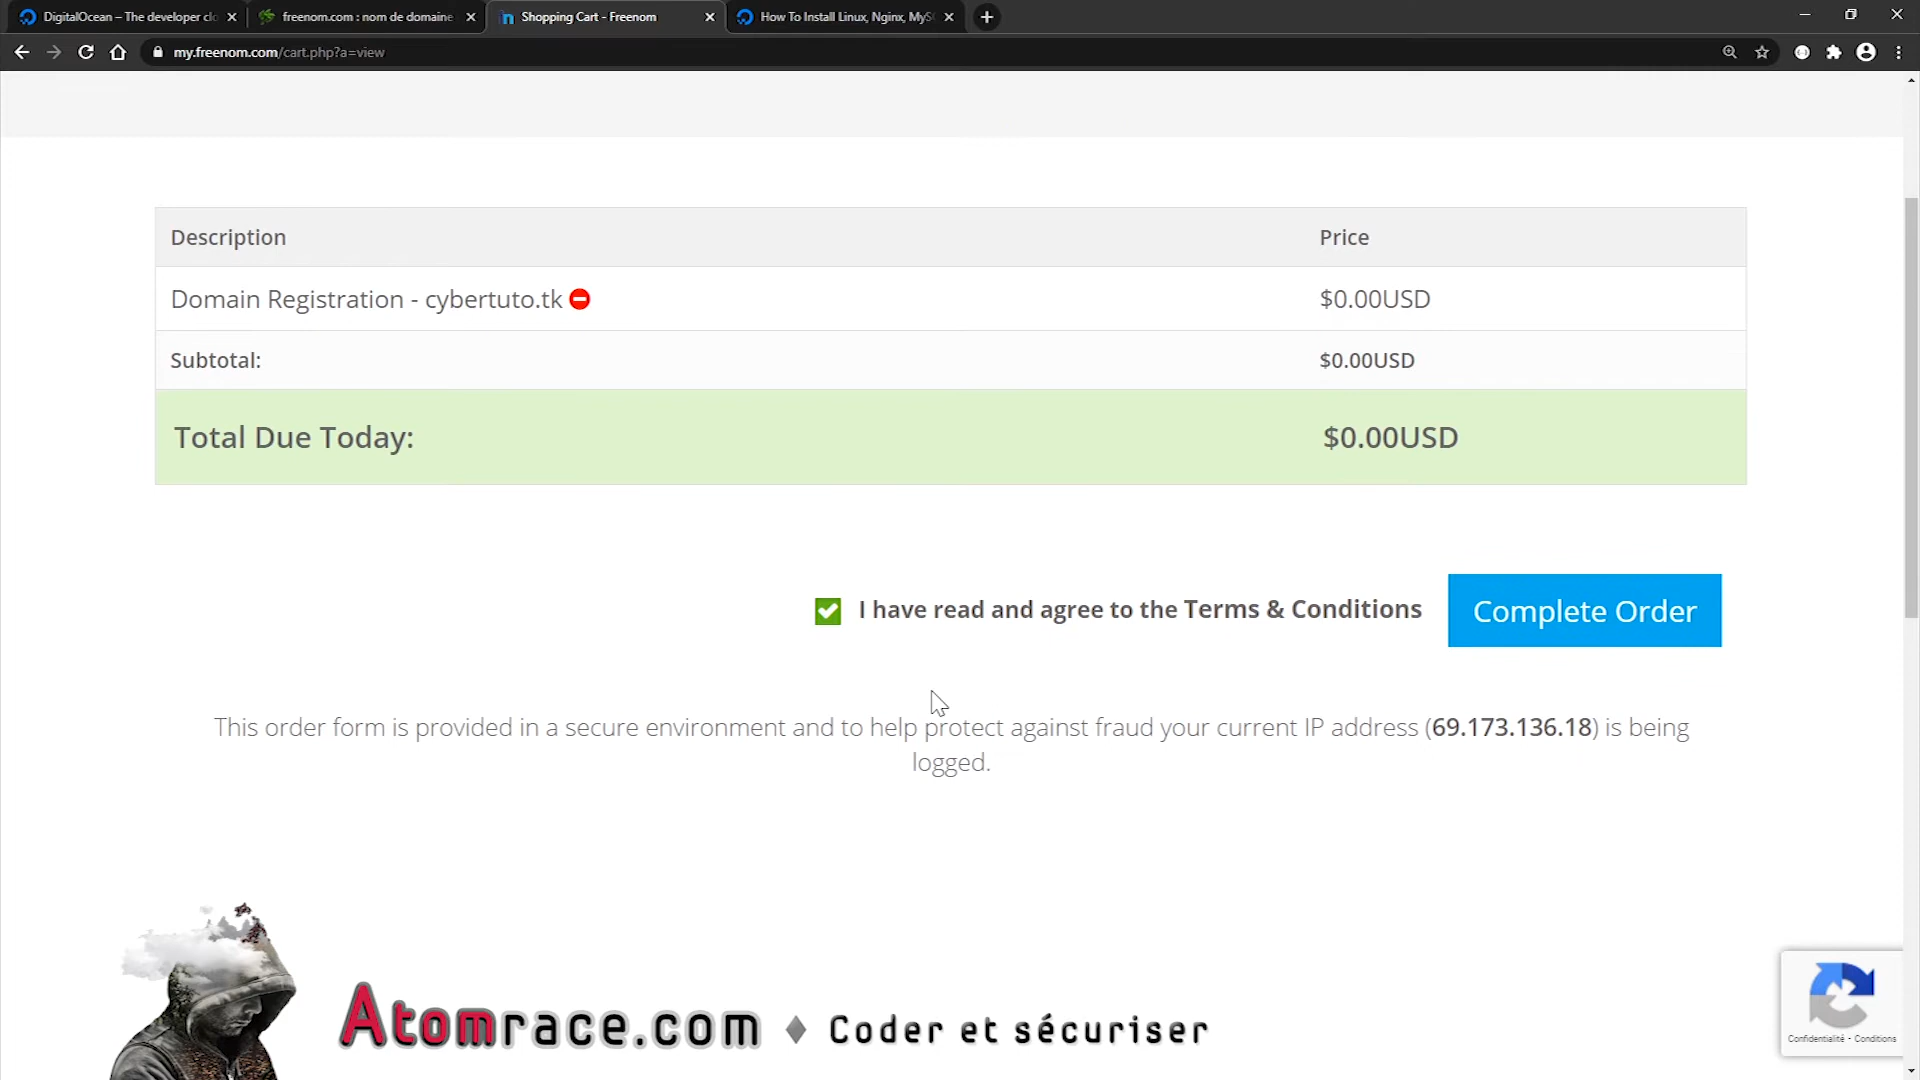 DigitalOcean – The developer clo
freenom.com : nom de domaine
Shopping Cart - Freenom
How To Install Linux, Nginx, MyS
my.freenom.com/cart.php?a=view
Description Price
Domain Registration - cybertuto.tk $0.00USD
Subtotal: $0.00USD
Total Due Today: $0.00USD
I have read and agree to the Terms & Conditions Complete Order
This order form is provided in a secure environment and to help protect against fraud your current IP address (69.173.136.18) is being
logged.
Atomrace.com ♦ Coder et sécuriser
Confidentialité - Conditions